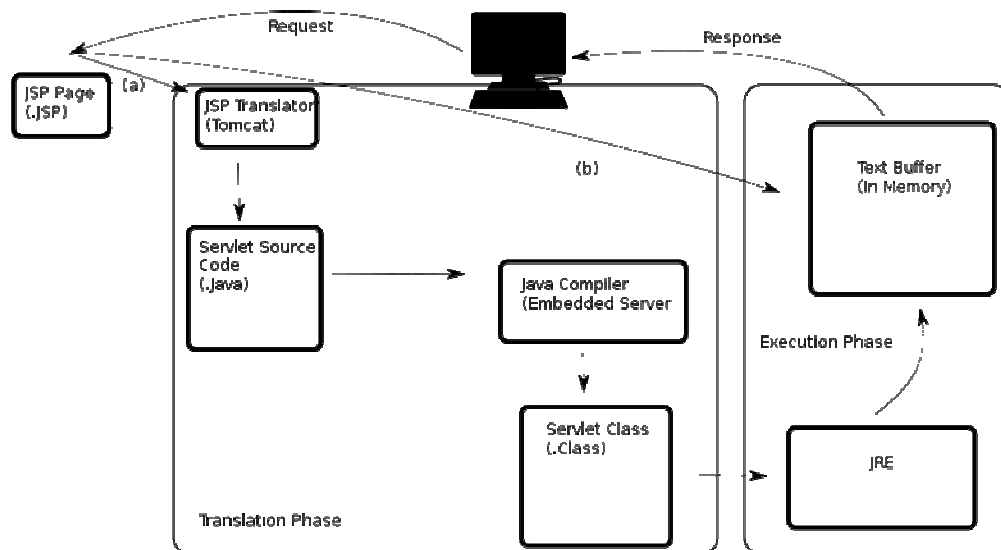 Request
Response
JSP Page
(.JSP)
(a)
JSP Translator
(Tomcat)
(b)
Text Buffer
(In Memory)
Servlet Source
Code
(.Java)
Java Compiler
(Embedded Server
Execution Phase
Servlet Class
(.Class)
JRE
Translation Phase